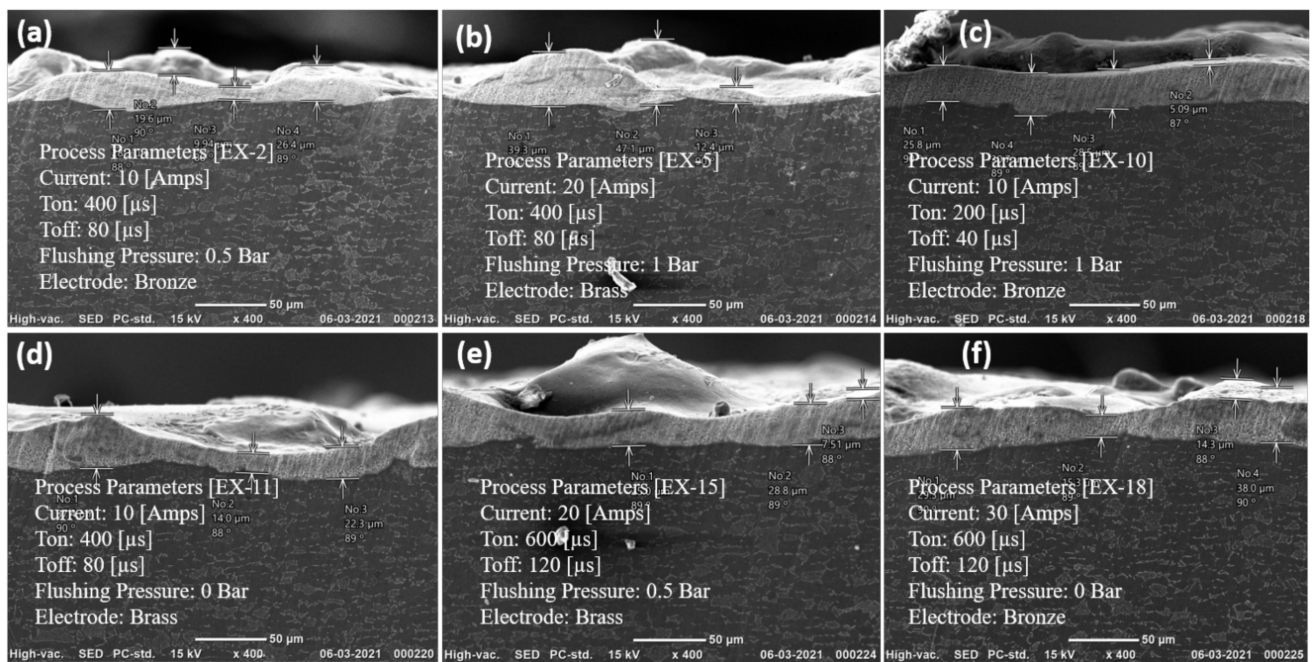 (a)
No.2
19.6 µm
90 °
No.1
88 °
No.3
9.94 µm
No.4
26.4 µm
89 °
Process Parameters [EX-2]
Current: 10 [Amps]
Ton: 400 [µs]
Toff: 80 [µs]
Flushing Pressure: 0.5 Bar
Electrode: Bronze
50 µm
High-vac. SED PC-std. 15 kV x 400 06-03-2021 000213
(b)
No.1
39.3 µm
No.2
47.1 µm
No.3
12.4 µm
Process Parameters [EX-5]
Current: 20 [Amps]
Ton: 400 [µs]
Toff: 80 [µs]
Flushing Pressure: 1 Bar
Electrode: Brass
50 µm
High-vac. SED PC-std. 15 kV x 400 06-03-2021 000214
(c)
No.2
5.09 µm
87 °
No.1
25.8 µm
No.4
89 °
No.3
Process Parameters [EX-10]
Current: 10 [Amps]
Ton: 200 [µs]
Toff: 40 [µs]
Flushing Pressure: 1 Bar
Electrode: Bronze
50 µm
High-vac. SED PC-std. 15 kV x 400 06-03-2021 000218
(d)
Process Parameters [EX-11]
No.1
90 °
No.2
14.0 µm
88 °
No.3
22.3 µm
89 °
Current: 10 [Amps]
Ton: 400 [µs]
Toff: 80 [µs]
Flushing Pressure: 0 Bar
Electrode: Brass
50 µm
High-vac. SED PC-std. 15 kV x 400 06-03-2021 000220
(e)
No.3
7.51 µm
88 °
No.1
No.2
28.8 µm
89 °
Process Parameters [EX-15]
Current: 20 [Amps]
Ton: 600 [µs]
Toff: 120 [µs]
Flushing Pressure: 0.5 Bar
Electrode: Brass
50 µm
High-vac. SED PC-std. 15 kV x 400 06-03-2021 000224
(f)
No.3
14.3 µm
88 °
No.2
No.4
38.0 µm
90 °
Process Parameters [EX-18]
Current: 30 [Amps]
Ton: 600 [µs]
Toff: 120 [µs]
Flushing Pressure: 0 Bar
Electrode: Bronze
50 µm
High-vac. SED PC-std. 15 kV x 400 06-03-2021 000225